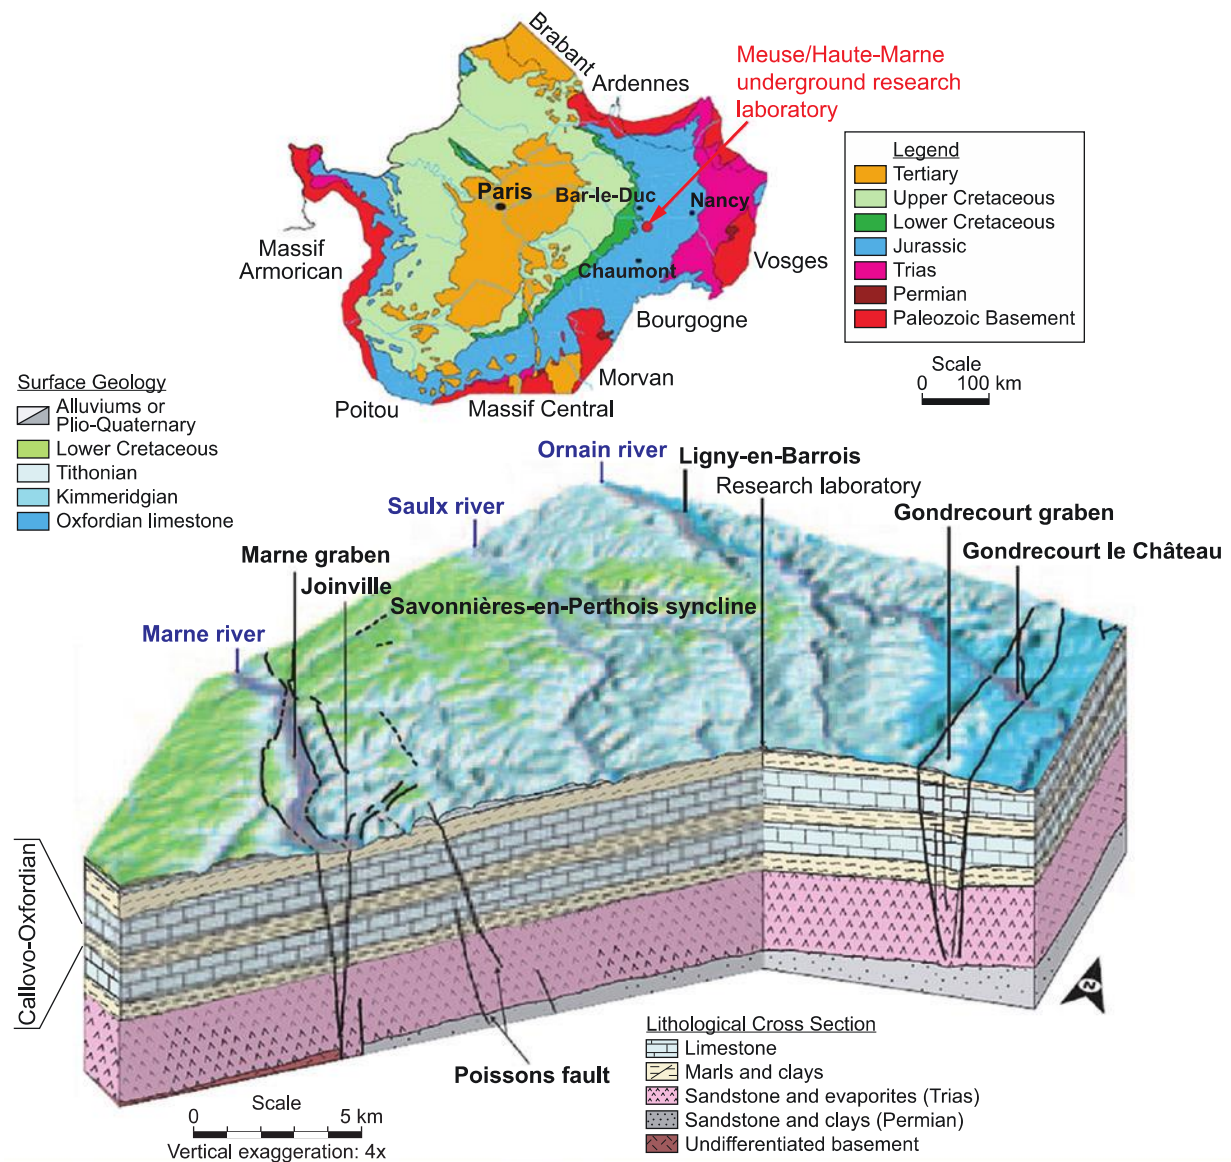 Brabant
Ardennes
Meuse/Haute-Marne
underground research
laboratory
Paris
Bar-le-Duc
Nancy
Chaumont
Massif
Armorican
Vosges
Bourgogne
Morvan
Poitou
Massif Central
Legend
Tertiary
Upper Cretaceous
Lower Cretaceous
Jurassic
Trias
Permian
Paleozoic Basement
Scale
0 100 km
Surface Geology
Alluviums or
Plio-Quaternary
Lower Cretaceous
Tithonian
Kimmeridgian
Oxfordian limestone
Ornain river
Ligny-en-Barrois
Research laboratory
Saulx river
Gondrecourt graben
Gondrecourt le Château
Marne graben
Joinville
Savonnières-en-Perthois syncline
Marne river
Callovo-Oxfordian
N
Poissons fault
Scale
0 5 km
Vertical exaggeration: 4x
Lithological Cross Section
Limestone
Marls and clays
Sandstone and evaporites (Trias)
Sandstone and clays (Permian)
Undifferentiated basement